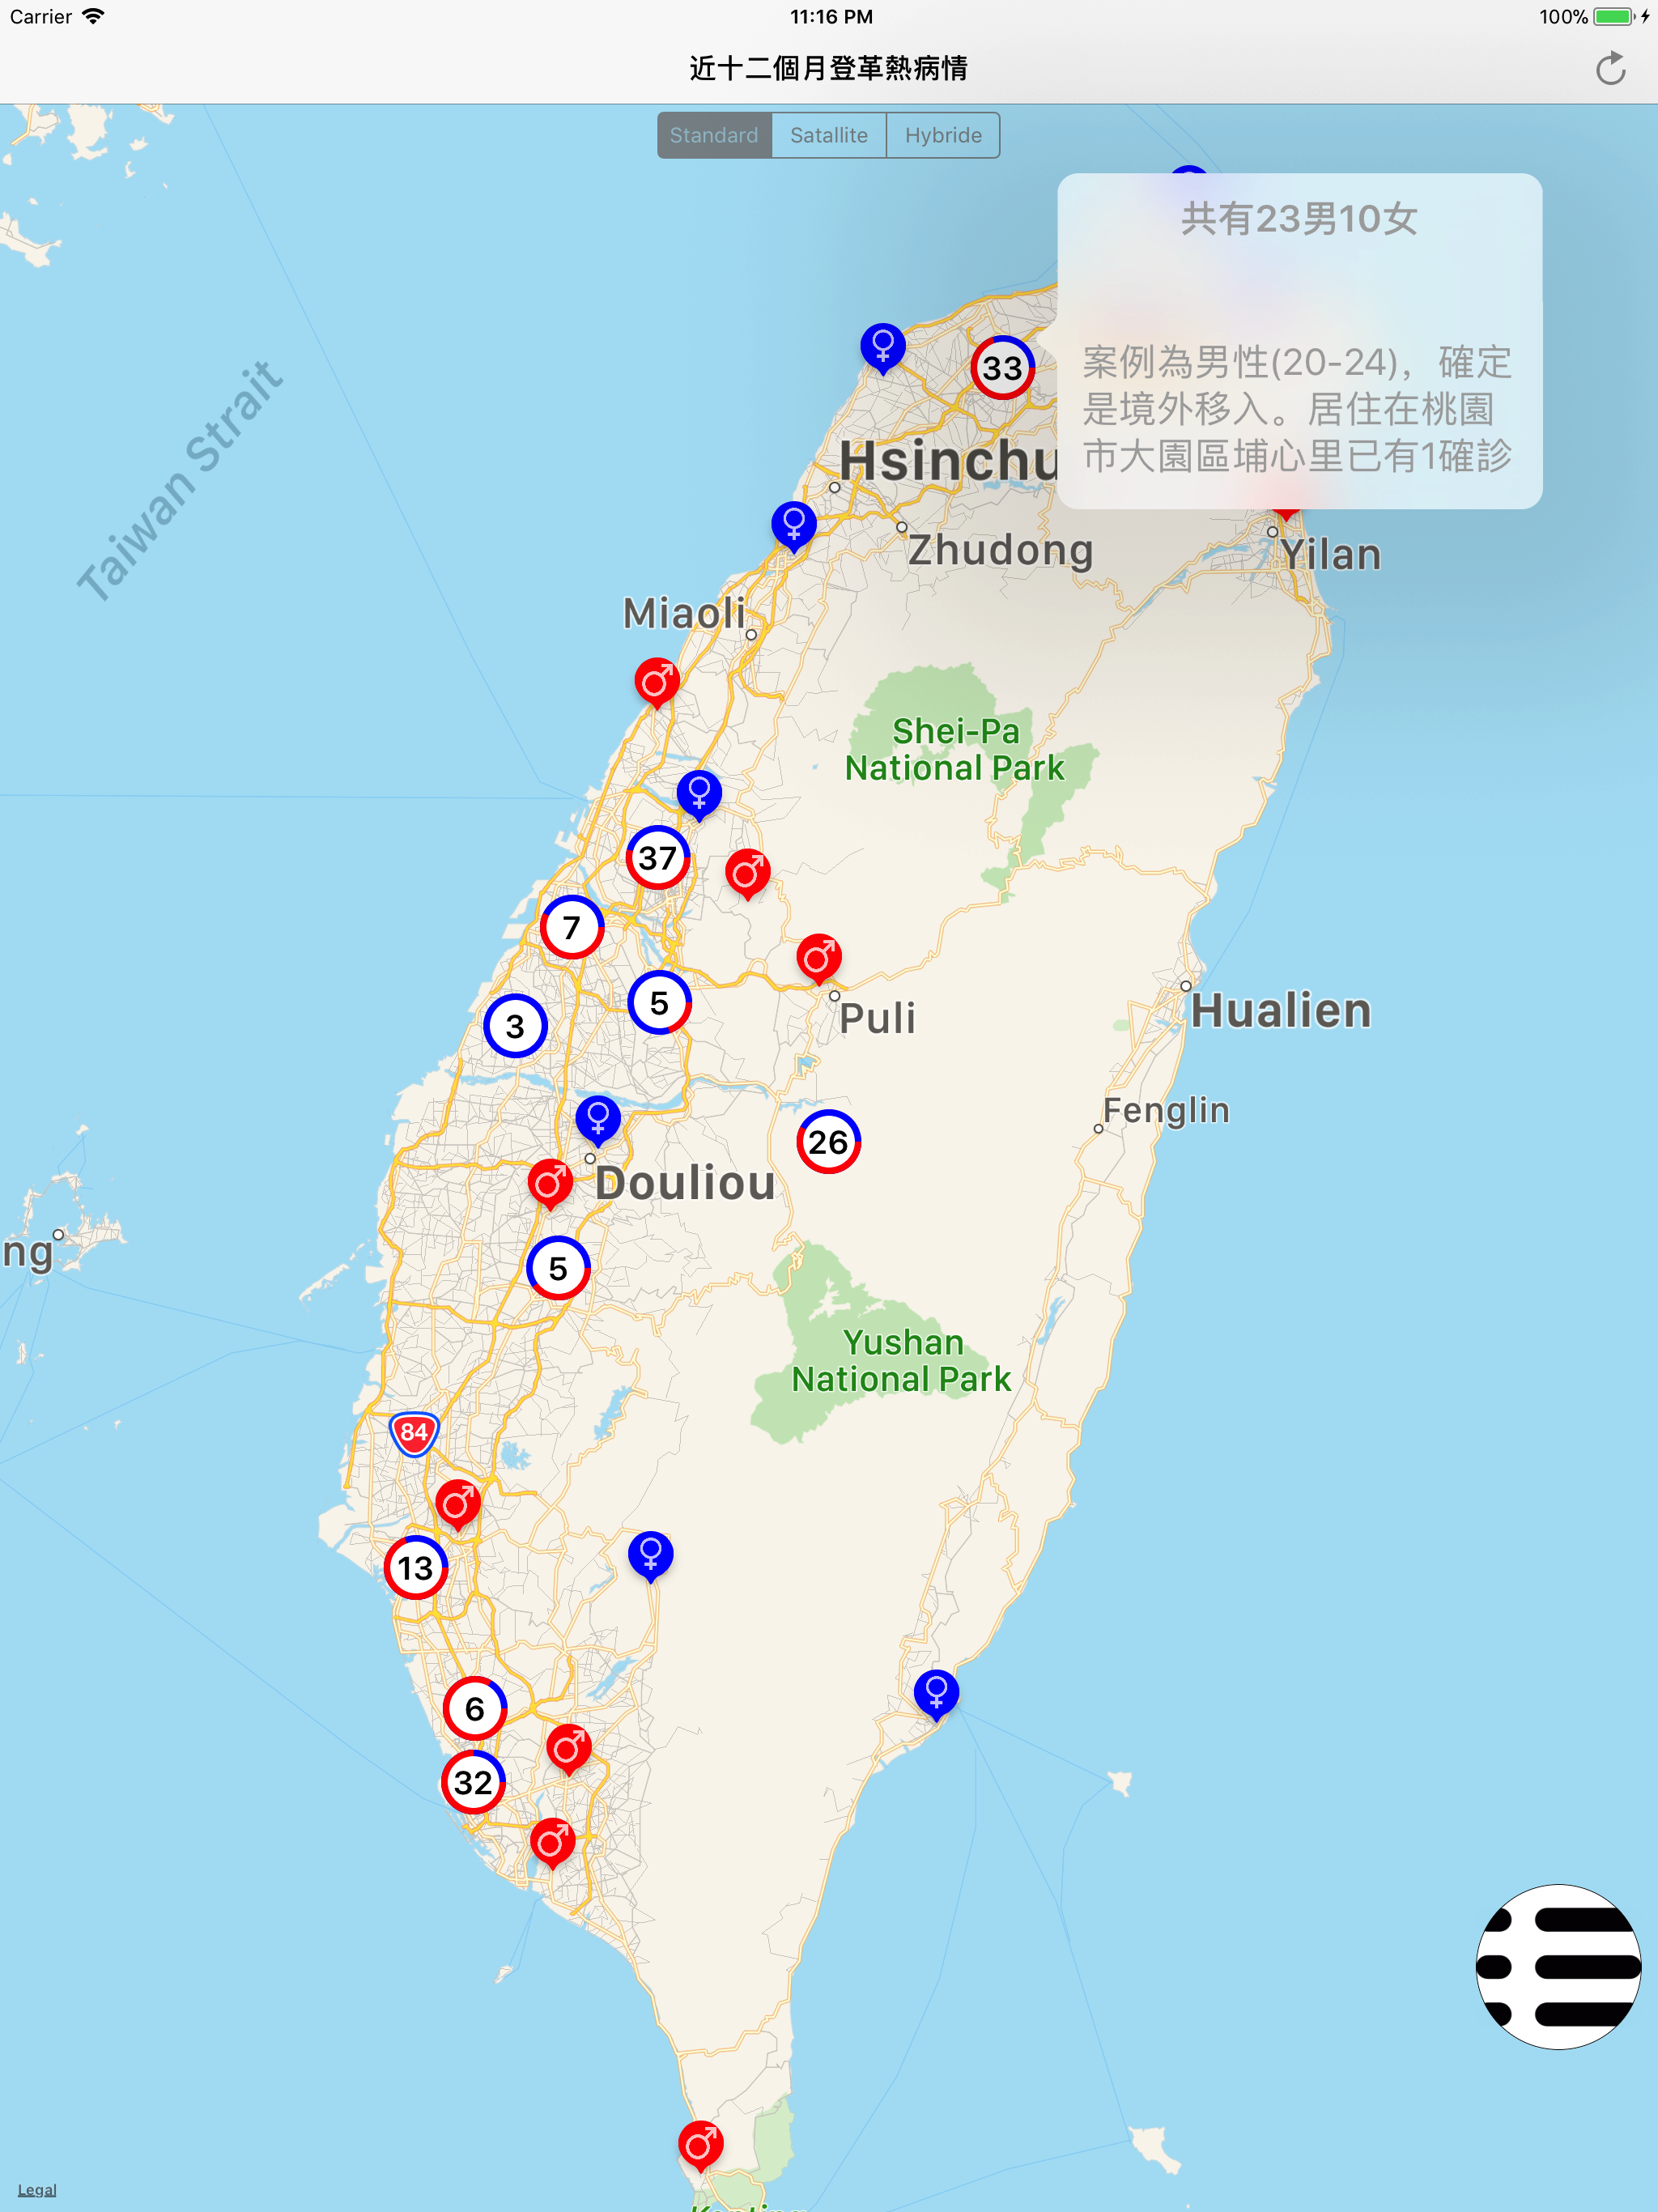 Carrier 11:16 PM 100%
近十二個月登革熱病情
Standard Satallite Hybride
共有23男10女
案例為男性(20-24)，確定
是境外移入。居住在桃園
市大園區埔心里已有1確診
33
Hsinchu
Zhudong
Yilan
Taiwan Strait
Miaoli
Shei-Pa
National Park
37
7
5
3
Puli
Hualien
Fenglin
26
Douliou
ng
5
Yushan
National Park
84
13
6
32
Legal